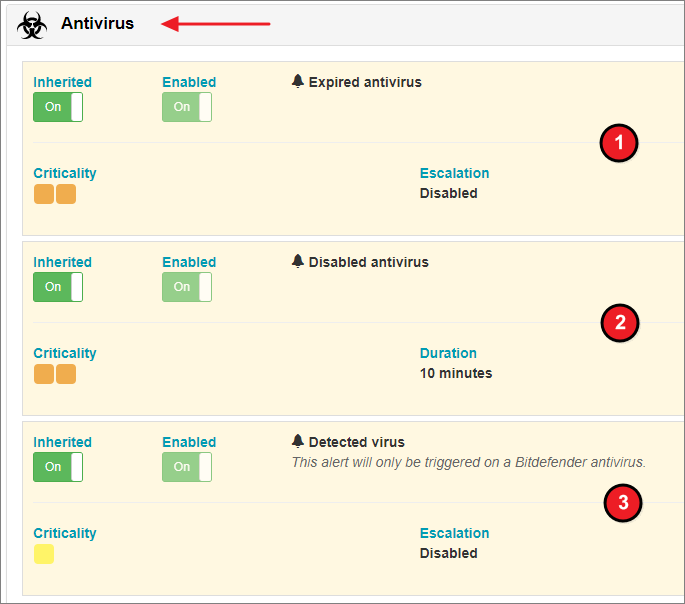 Antivirus
Inherited Enabled Expired antivirus
On On
1
Criticality Escalation
Disabled
Inherited Enabled Disabled antivirus
On On
2
Criticality Duration
10 minutes
Inherited Enabled Detected virus
On On This alert will only be triggered on a Bitdefender antivirus.
3
Criticality Escalation
Disabled